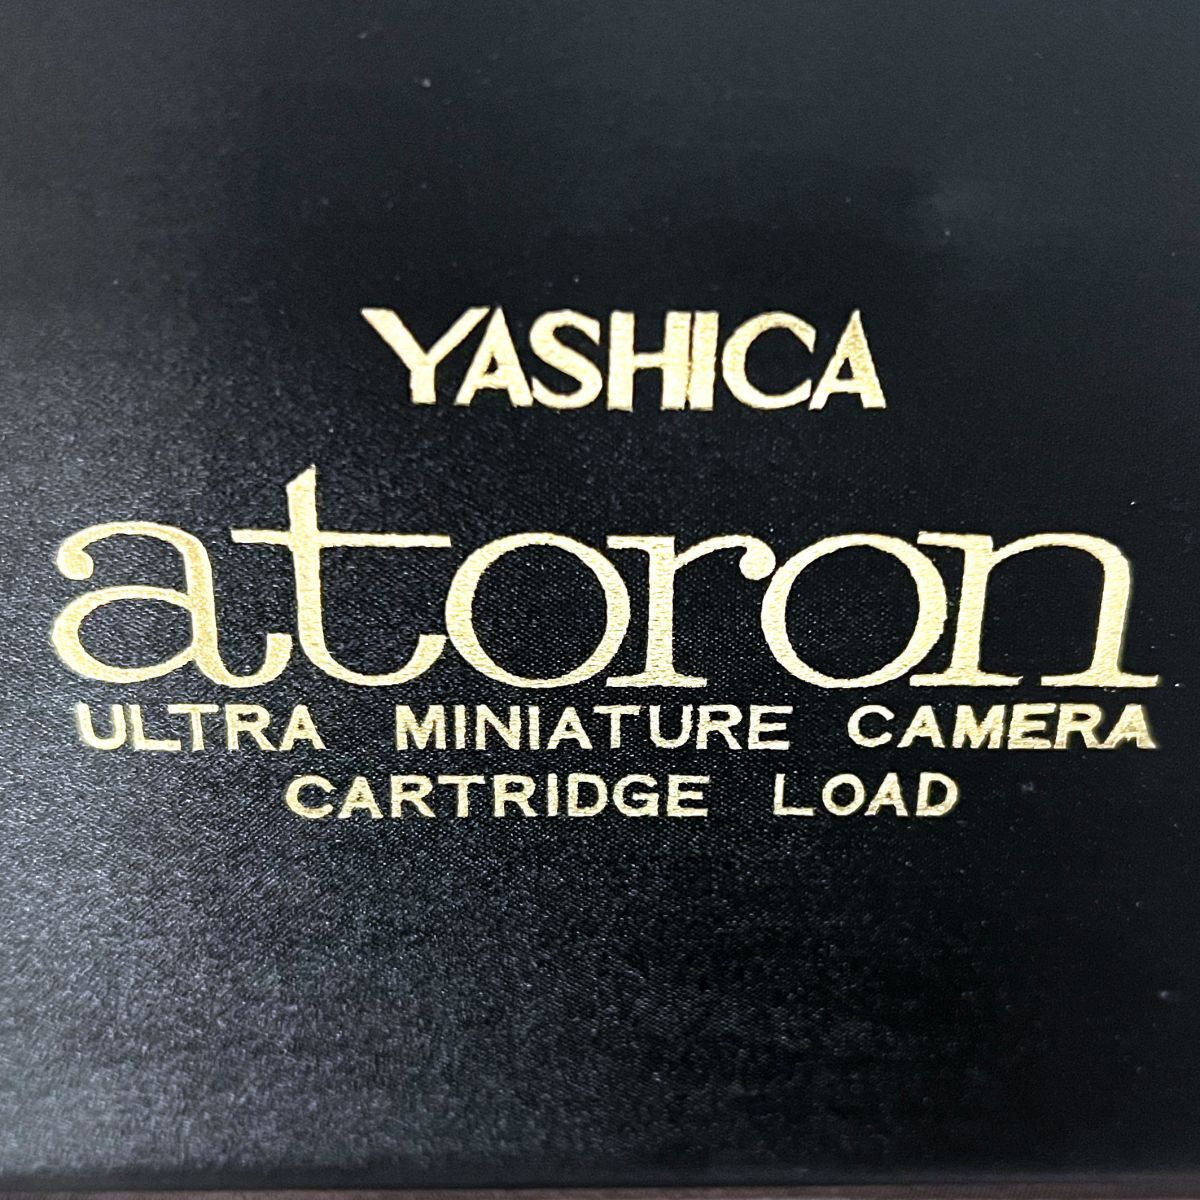 YASHICA
atoron
ULTRA MINIATURE CAMERA
CARTRIDGE LOAD